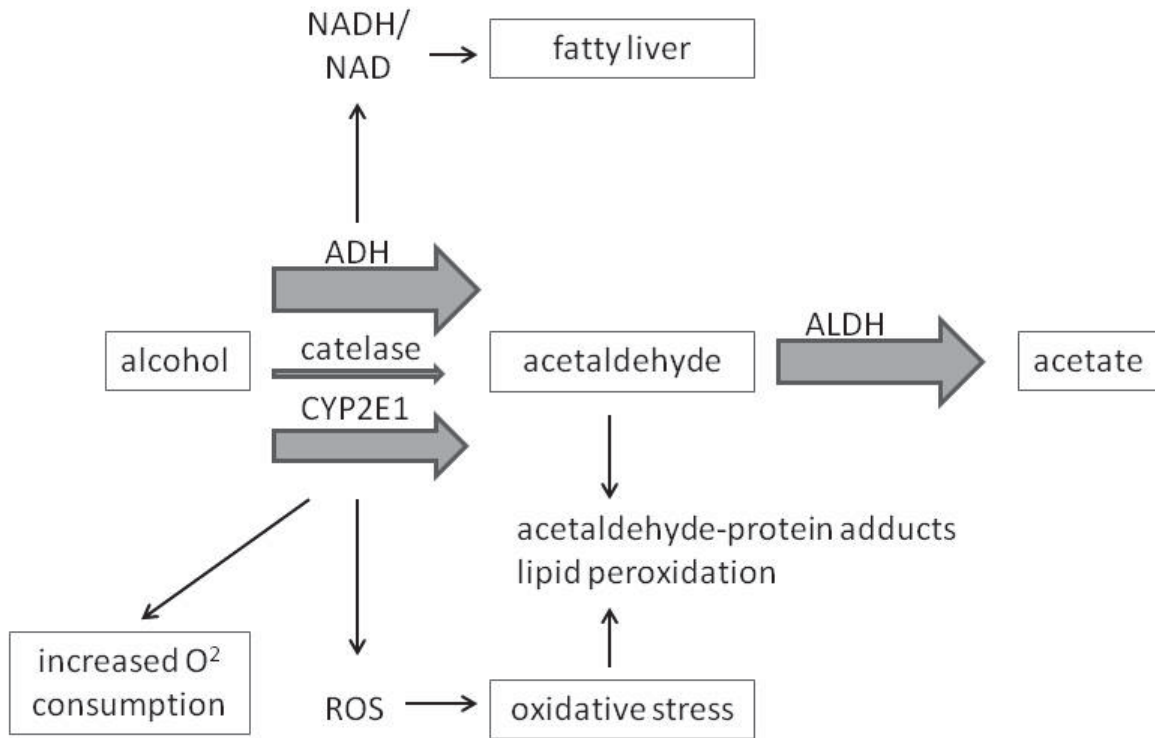 NADH/
NAD
fatty liver
ADH
alcohol
catelase
CYP2E1
acetaldehyde
ALDH
acetate
acetaldehyde-protein adducts
lipid peroxidation
increased O²
consumption
ROS
oxidative stress